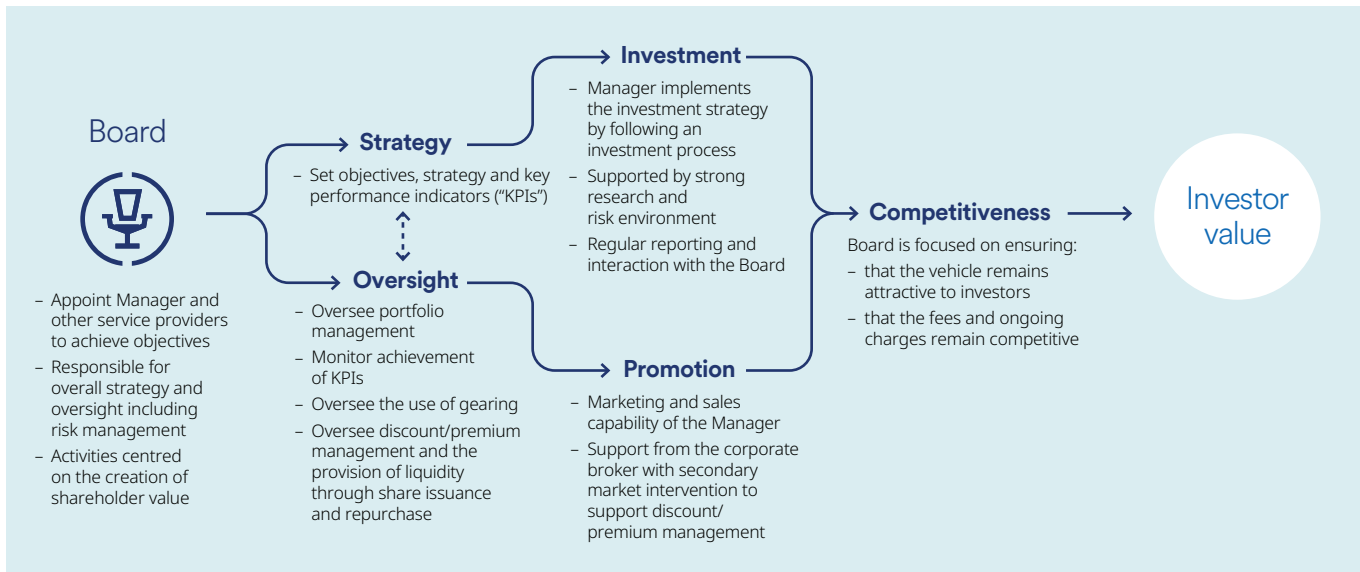 Board
– Appoint Manager and
other service providers
to achieve objectives
– Responsible for
overall strategy and
oversight including
risk management
– Activities centred
on the creation of
shareholder value
Strategy
– Set objectives, strategy and key
performance indicators (“KPIs”)
Oversight
– Oversee portfolio
management
– Monitor achievement
of KPIs
– Oversee the use of gearing
– Oversee discount/premium
management and the
provision of liquidity
through share issuance
and repurchase
Investment
– Manager implements
the investment strategy
by following an
investment process
– Supported by strong
research and
risk environment
– Regular reporting and
interaction with the Board
Promotion
– Marketing and sales
capability of the Manager
– Support from the corporate
broker with secondary
market intervention to
support discount/
premium management
Competitiveness
Board is focused on ensuring:
– that the vehicle remains
attractive to investors
– that the fees and ongoing
charges remain competitive
Investor
value